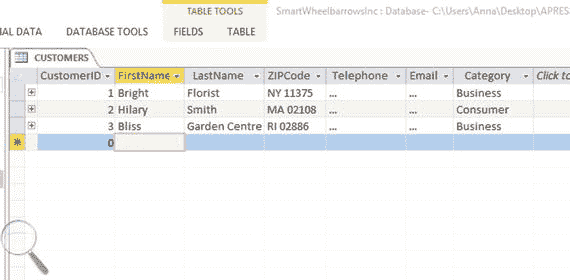 TABLE TOOLS SmartWheelbarrowsInc : Database- C:\Users\Anna\Desktop\APRESS
NAL DATA DATABASE TOOLS FIELDS TABLE
CUSTOMERS
CustomerID FirstName LastName ZIPCode Telephone Email Category Click to
1 Bright Florist NY 11375 ... ... Business
2 Hilary Smith MA 02108 ... ... Consumer
3 Bliss Garden Centre RI 02886 ... ... Business
0